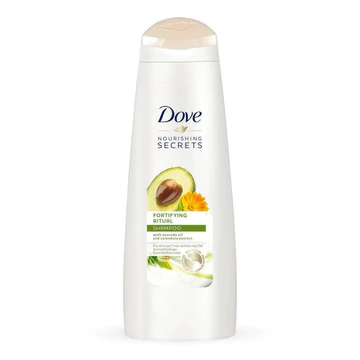 Dove
NOURISHING
SECRETS
FORTIFYING
RITUAL
SHAMPOO
with avocado oil
and calendula extract